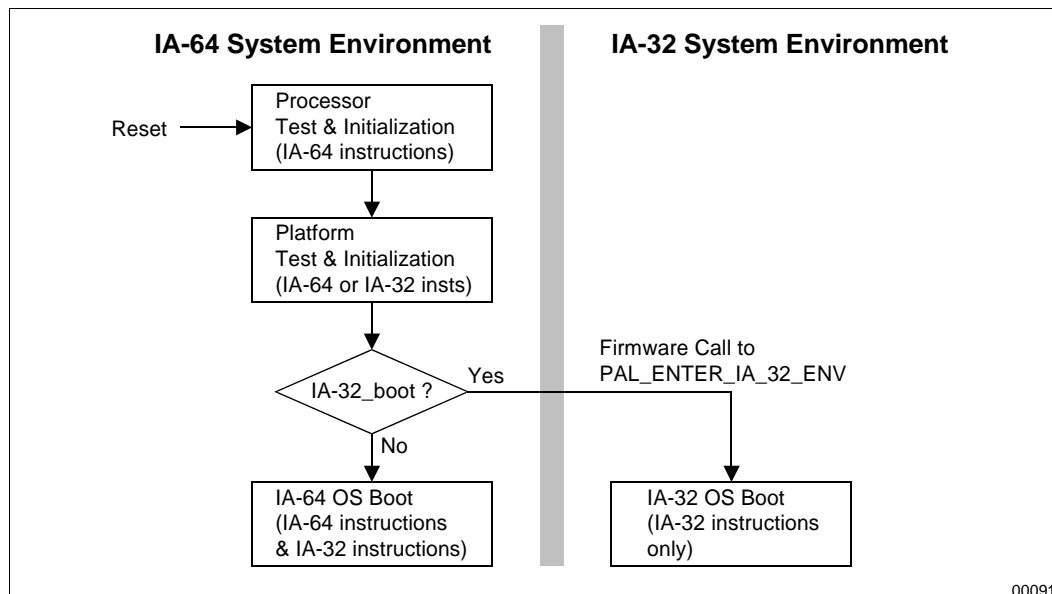 IA-64 System Environment
IA-32 System Environment
Reset
Processor
Test & Initialization
(IA-64 instructions)
Platform
Test & Initialization
(IA-64 or IA-32 insts)
IA-32_boot ?
Yes
Firmware Call to
PAL_ENTER_IA_32_ENV
No
IA-64 OS Boot
(IA-64 instructions
& IA-32 instructions)
IA-32 OS Boot
(IA-32 instructions
only)
00091